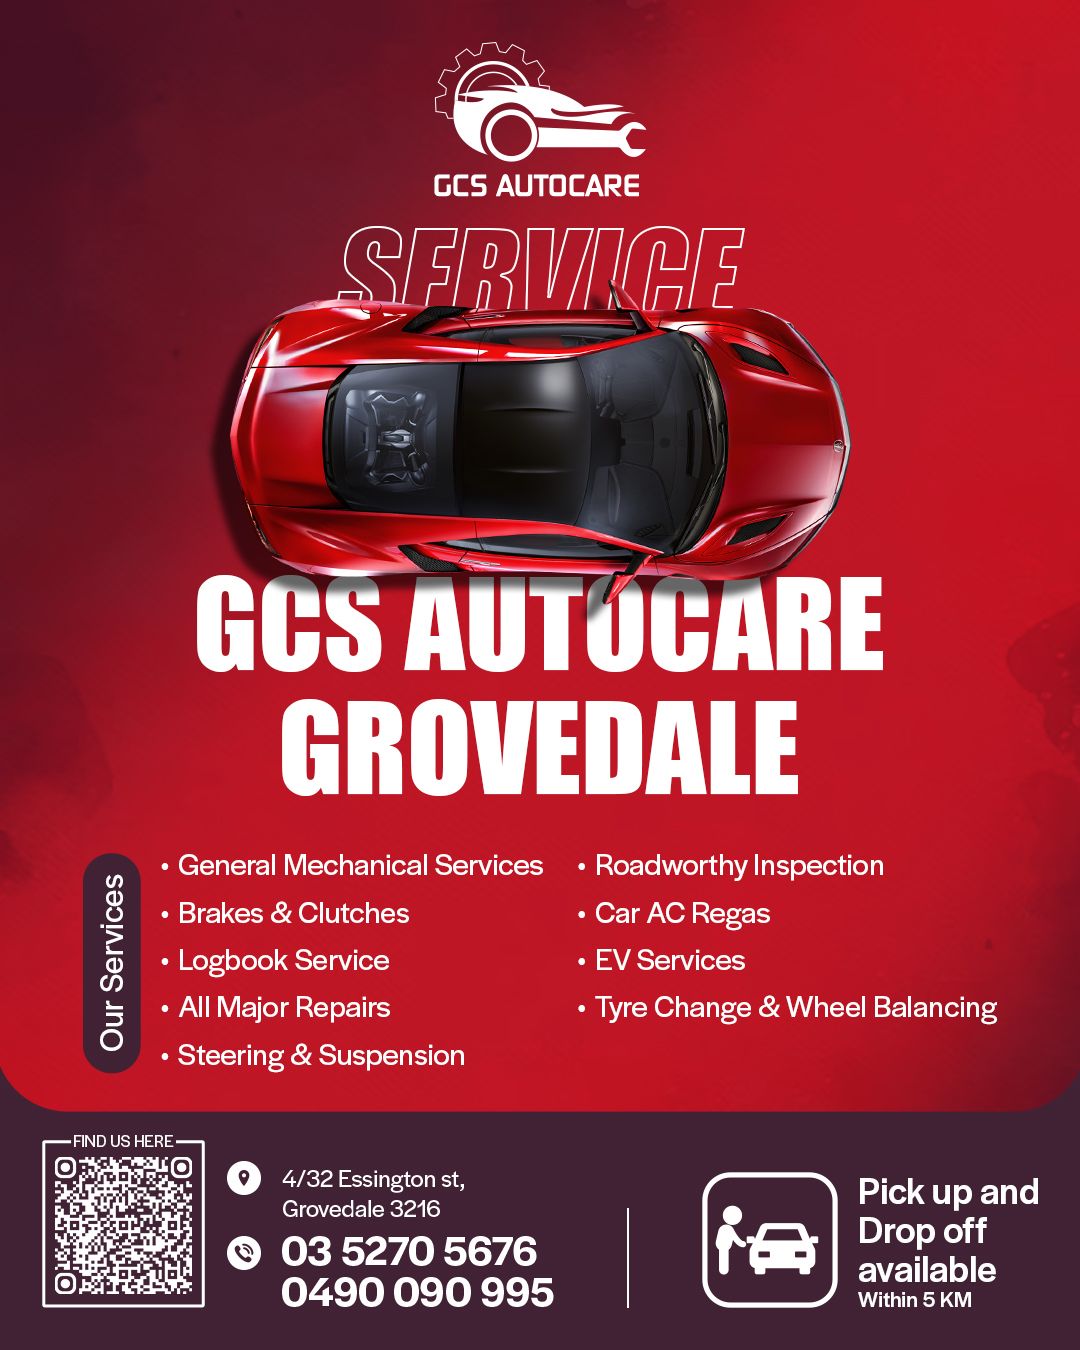 GCS AUTOCARE
SERVICE
GCS AUTOCARE
GROVEDALE
Our Services
• General Mechanical Services
• Brakes & Clutches
• Logbook Service
• All Major Repairs
• Steering & Suspension
• Roadworthy Inspection
• Car AC Regas
• EV Services
• Tyre Change & Wheel Balancing
FIND US HERE
4/32 Essington st,
Grovedale 3216
03 5270 5676
0490 090 995
Pick up and
Drop off
available
Within 5 KM